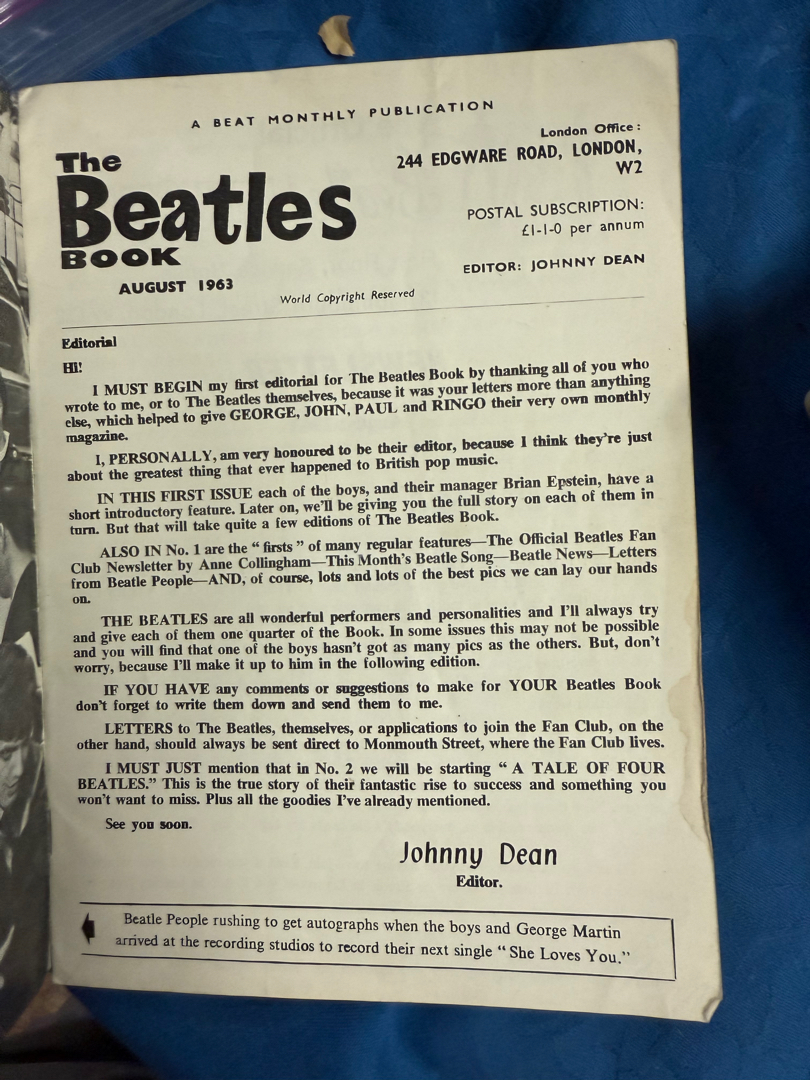 A BEAT MONTHLY PUBLICATION
The
Beatles
BOOK
AUGUST 1963
World Copyright Reserved
London Office:
244 EDGWARE ROAD, LONDON,
W2
POSTAL SUBSCRIPTION:
£1-1-0 per annum
EDITOR: JOHNNY DEAN
Editorial
HI!
I MUST BEGIN my first editorial for The Beatles Book by thanking all of you who
wrote to me, or to The Beatles themselves, because it was your letters more than anything
else, which helped to give GEORGE, JOHN, PAUL and RINGO their very own monthly
magazine.
I, PERSONALLY, am very honoured to be their editor, because I think they're just
about the greatest thing that ever happened to British pop music.
IN THIS FIRST ISSUE each of the boys, and their manager Brian Epstein, have a
short introductory feature. Later on, we'll be giving you the full story on each of them in
turn. But that will take quite a few editions of The Beatles Book.
ALSO IN No. 1 are the "firsts" of many regular features—The Official Beatles Fan
Club Newsletter by Anne Collingham—This Month's Beatle Song—Beatle News—Letters
from Beatle People—AND, of course, lots and lots of the best pics we can lay our hands
on.
THE BEATLES are all wonderful performers and personalities and I'll always try
and give each of them one quarter of the Book. In some issues this may not be possible
and you will find that one of the boys hasn't got as many pics as the others. But, don't
worry, because I'll make it up to him in the following edition.
IF YOU HAVE any comments or suggestions to make for YOUR Beatles Book
don't forget to write them down and send them to me.
LETTERS to The Beatles, themselves, or applications to join the Fan Club, on the
other hand, should always be sent direct to Monmouth Street, where the Fan Club lives.
I MUST JUST mention that in No. 2 we will be starting "A TALE OF FOUR
BEATLES." This is the true story of their fantastic rise to success and something you
won't want to miss. Plus all the goodies I've already mentioned.
See you soon.
Johnny Dean
Editor.
Beatle People rushing to get autographs when the boys and George Martin
arrived at the recording studios to record their next single "She Loves You."